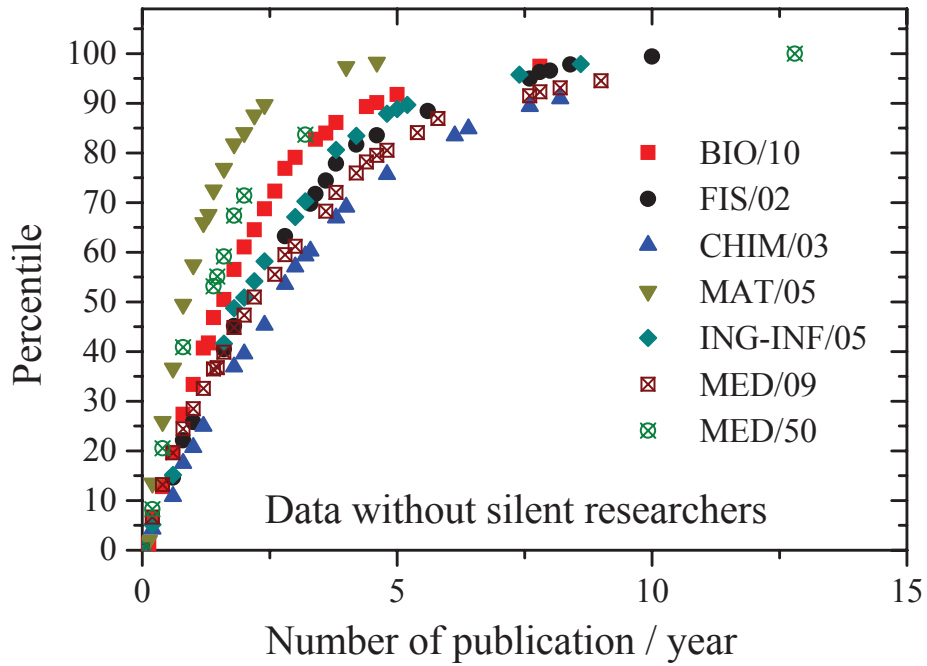 100
90
80
70
60
50
40
30
20
10
0
Percentile
BIO/10
FIS/02
CHIM/03
MAT/05
ING-INF/05
MED/09
MED/50
Data without silent researchers
0
5
10
15
Number of publication / year